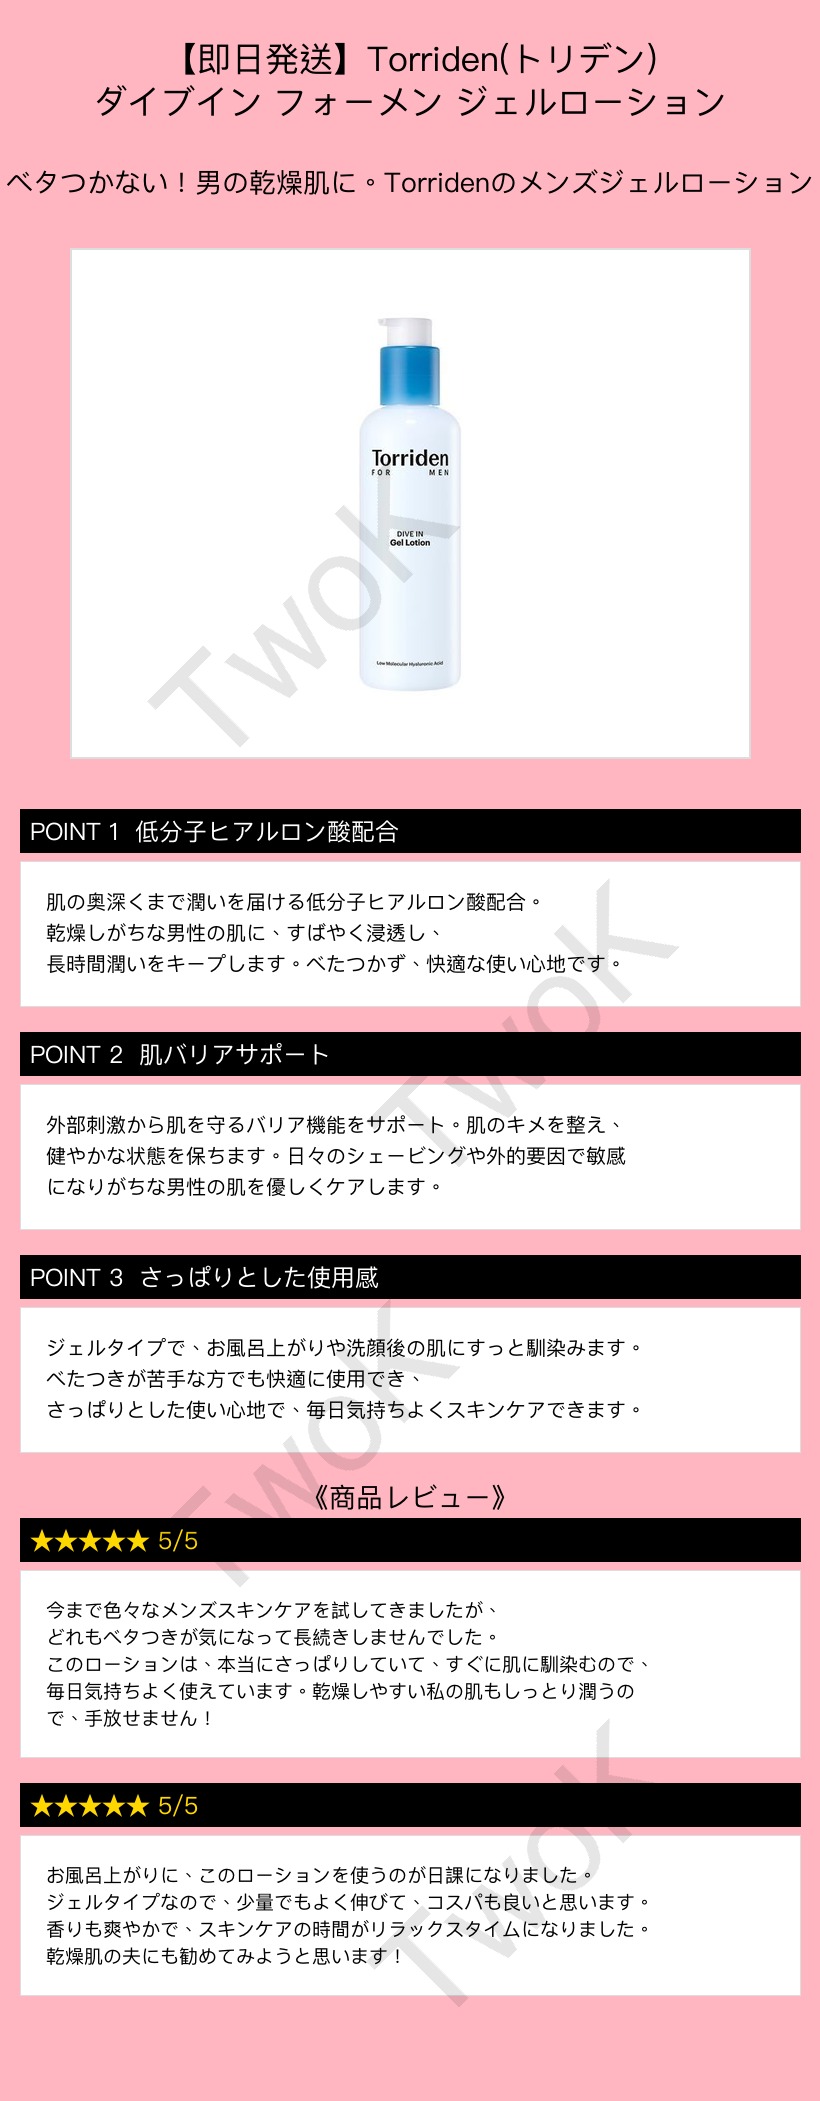 【即日発送】Torriden(トリデン)
ダイブイン フォーメン ジェルローション
ベタつかない！男の乾燥肌に。Torridenのメンズジェルローション
Torriden
FOR MEN
DIVE IN
Gel Lotion
Low Molecular Hyaluronic Acid
TwoK
POINT 1 低分子ヒアルロン酸配合
肌の奥深くまで潤いを届ける低分子ヒアルロン酸配合。
乾燥しがちな男性の肌に、すばやく浸透し、
長時間潤いをキープします。べたつかず、快適な使い心地です。
TwoK
POINT 2 肌バリアサポート
外部刺激から肌を守るバリア機能をサポート。肌のキメを整え、
健やかな状態を保ちます。日々のシェービングや外的要因で敏感
になりがちな男性の肌を優しくケアします。
POINT 3 さっぱりとした使用感
ジェルタイプで、お風呂上がりや洗顔後の肌にすっと馴染みます。
べたつきが苦手な方でも快適に使用でき、
さっぱりとした使い心地で、毎日気持ちよくスキンケアできます。
TwoK
《商品レビュー》
★★★★★ 5/5
今まで色々なメンズスキンケアを試してきましたが、
どれもベタつきが気になって長続きしませんでした。
このローションは、本当にさっぱりしていて、すぐに肌に馴染むので、
毎日気持ちよく使えています。乾燥しやすい私の肌もしっとり潤うの
で、手放せません！
★★★★★ 5/5
お風呂上がりに、このローションを使うのが日課になりました。
ジェルタイプなので、少量でもよく伸びて、コスパも良いと思います。
香りも爽やかで、スキンケアの時間がリラックスタイムになりました。
乾燥肌の夫にも勧めてみようと思います！
TwoK